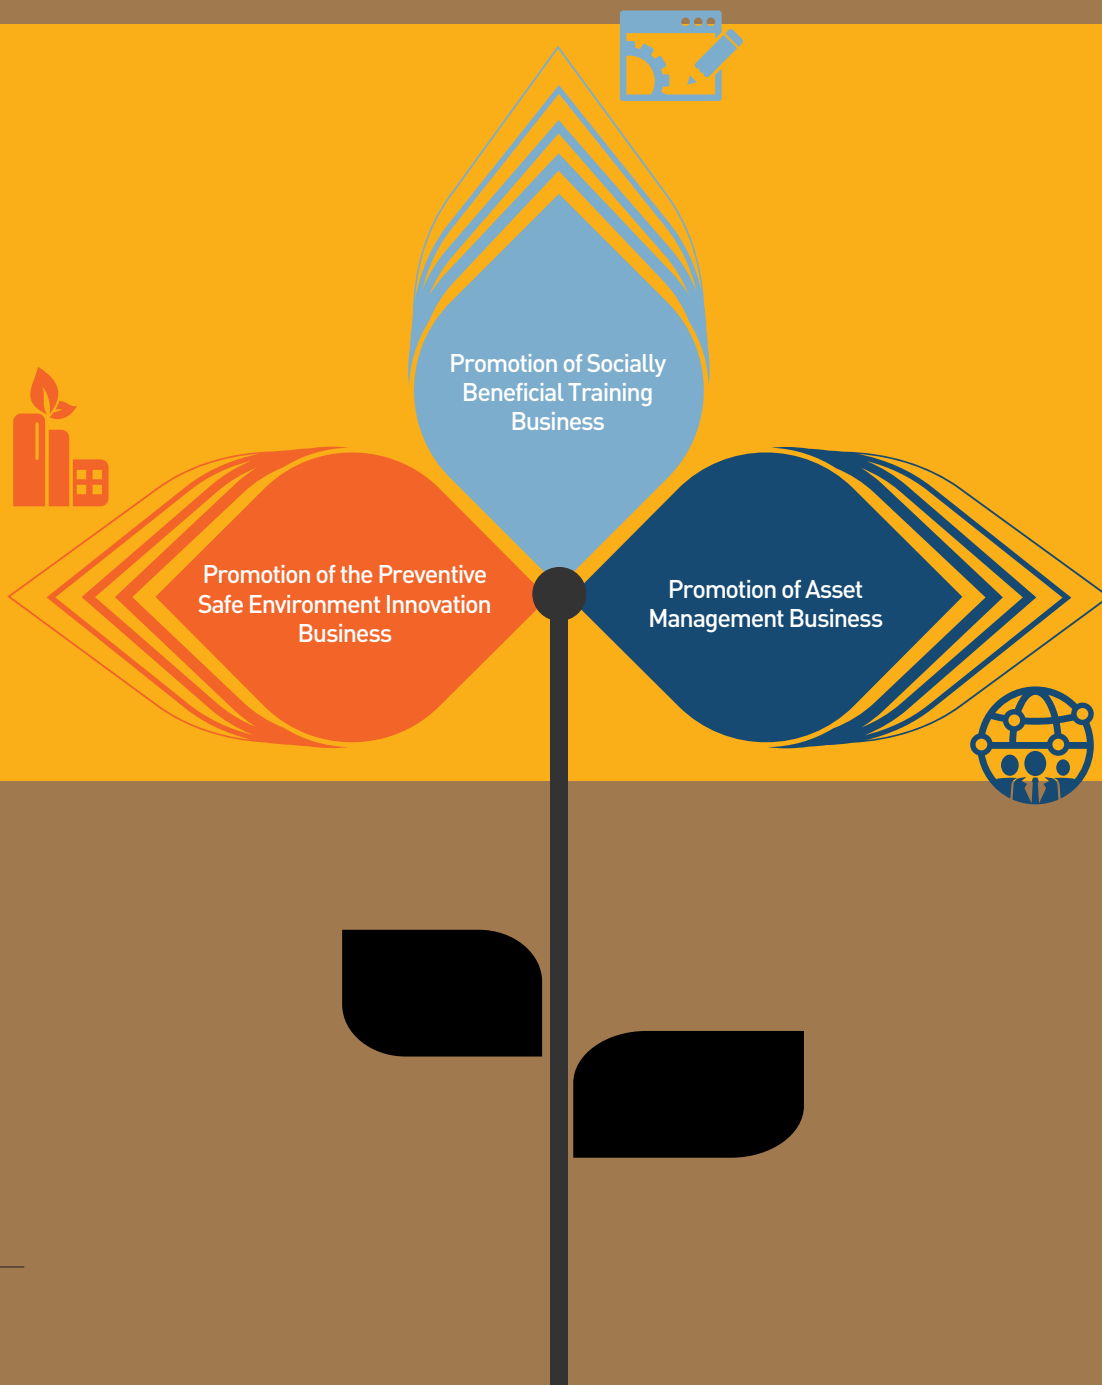 Promotion of Socially
Beneficial Training
Business
Promotion of the Preventive
Safe Environment Innovation
Business
Promotion of Asset
Management Business